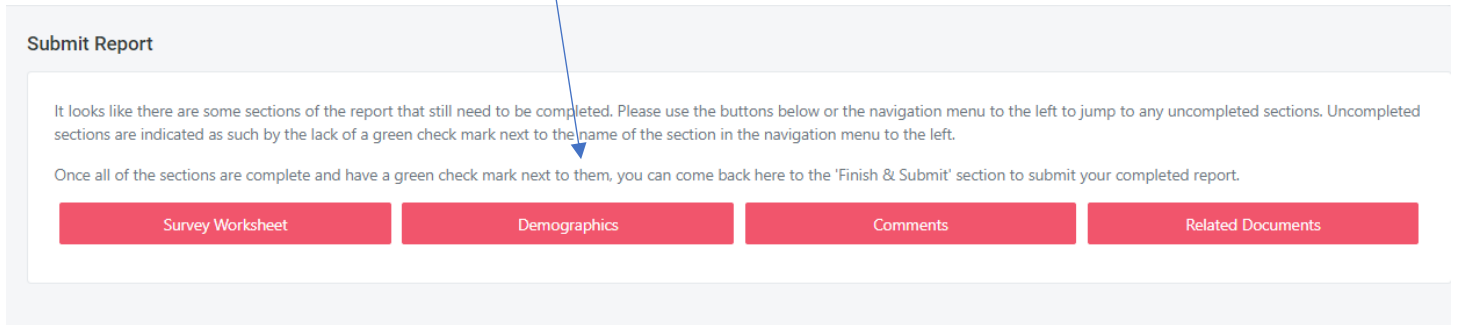 Submit Report
It looks like there are some sections of the report that still need to be completed. Please use the buttons below or the navigation menu to the left to jump to any uncompleted sections. Uncompleted
sections are indicated as such by the lack of a green check mark next to the name of the section in the navigation menu to the left.
Once all of the sections are complete and have a green check mark next to them, you can come back here to the 'Finish & Submit' section to submit your completed report.
Survey Worksheet Demographics Comments Related Documents